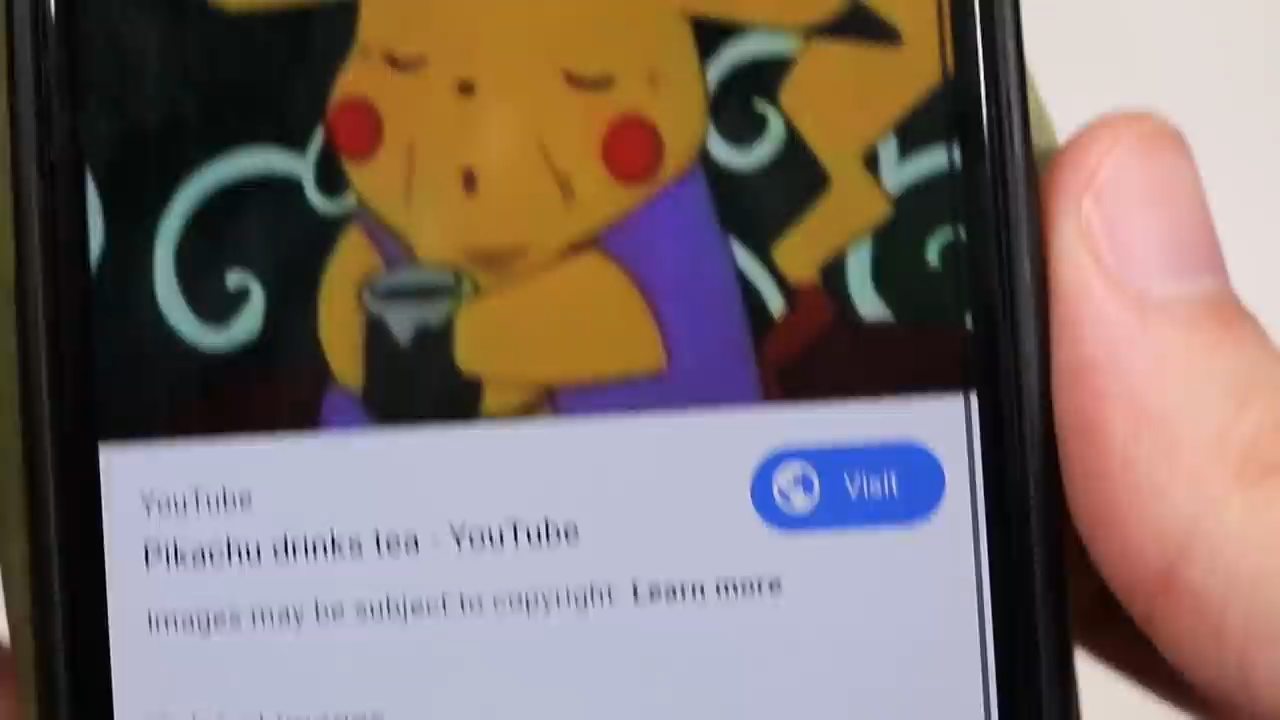 YouTube
Visit
Pikachu drinks tea - YouTube
Images may be subject to copyright. Learn more